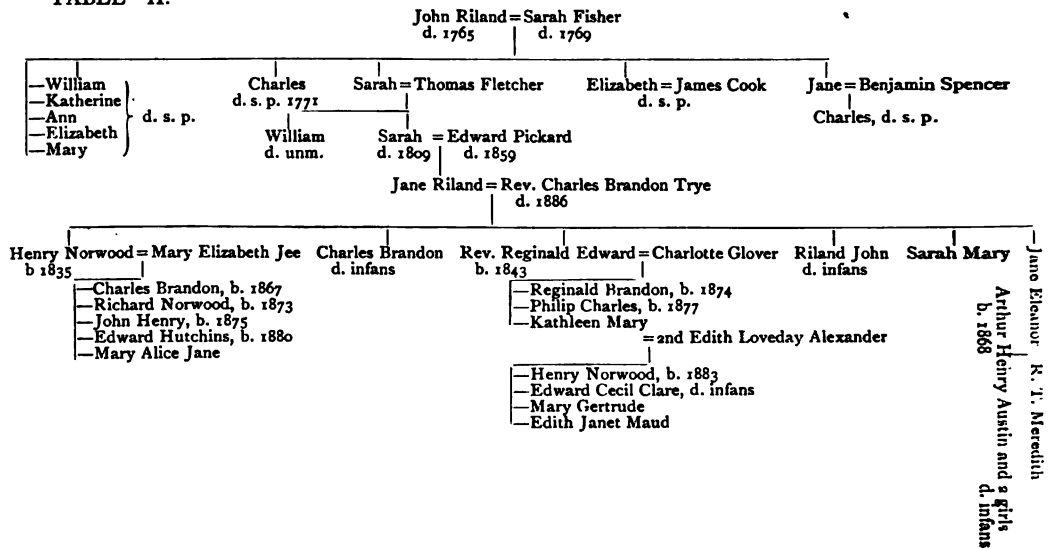 TABLE II.
John Riland = Sarah Fisher
d. 1765 d. 1769
—William
—Katherine
—Ann
—Elizabeth
—Mary
d. s. p.
Charles
d. s. p. 1771
Sarah = Thomas Fletcher
Elizabeth = James Cook
d. s. p.
Jane = Benjamin Spencer
Charles, d. s. p.
William
d. unm.
Sarah = Edward Pickard
d. 1809 d. 1859
Jane Riland = Rev. Charles Brandon Trye
d. 1886
Henry Norwood = Mary Elizabeth Jee
b 1835
—Charles Brandon, b. 1867
—Richard Norwood, b. 1873
—John Henry, b. 1875
—Edward Hutchins, b. 1880
—Mary Alice Jane
Charles Brandon
d. infans
Rev. Reginald Edward = Charlotte Glover
b. 1843
—Reginald Brandon, b. 1874
—Philip Charles, b. 1877
—Kathleen Mary
= 2nd Edith Loveday Alexander
—Henry Norwood, b. 1883
—Edward Cecil Clare, d. infans
—Mary Gertrude
—Edith Janet Maud
Riland John
d. infans
Sarah Mary
—Jane Eleanor R. T. Meredith
Arthur Henry Austin and 2 girls
b. 1868 d. infans